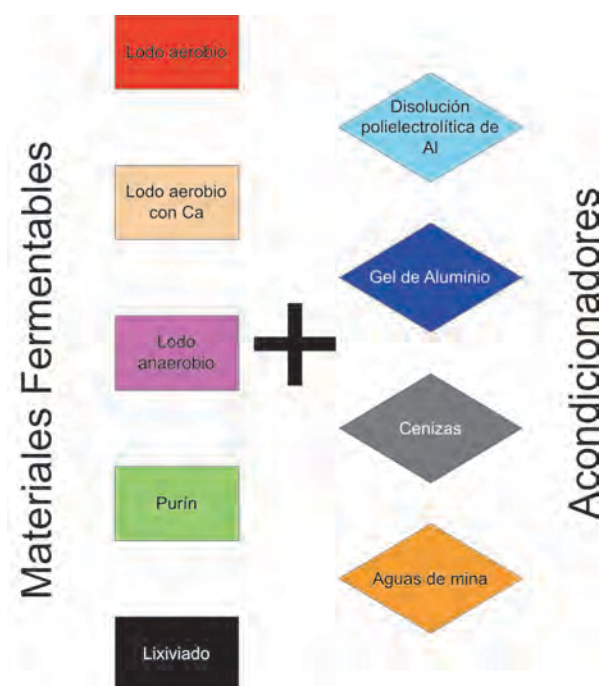 Materiales Fermentables
Lodo aerobio
Lodo aerobio
con Ca
Lodo
anaerobio
Purín
Lixiviado
+
Disolución
polielectrolítica de
Al
Gel de Aluminio
Cenizas
Aguas de mina
Acondicionadores